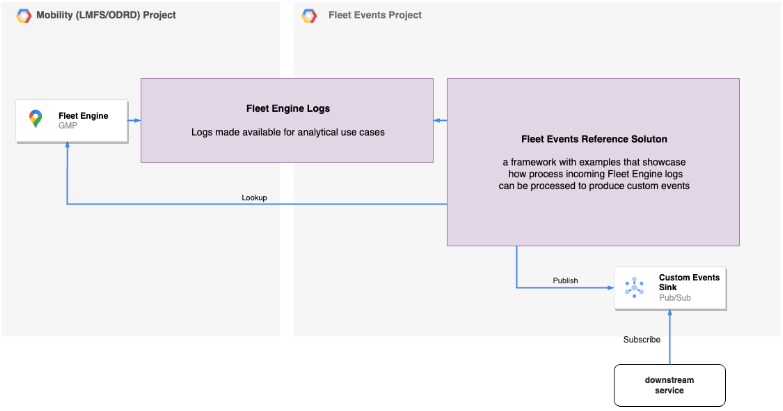 Mobility (LMFS/ODRD) Project
Fleet Events Project
Fleet Engine
GMP
Fleet Engine Logs
Logs made available for analytical use cases
Fleet Events Reference Soluton
a framework with examples that showcase
how process incoming Fleet Engine logs
can be processed to produce custom events
Lookup
Publish
Custom Events
Sink
Pub/Sub
Subscribe
downstream
service